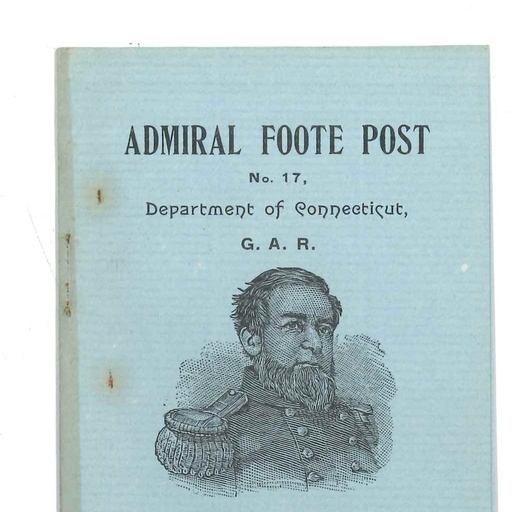 ADMIRAL FOOTE POST
No. 17,
Department of Connecticut,
G. A. R.